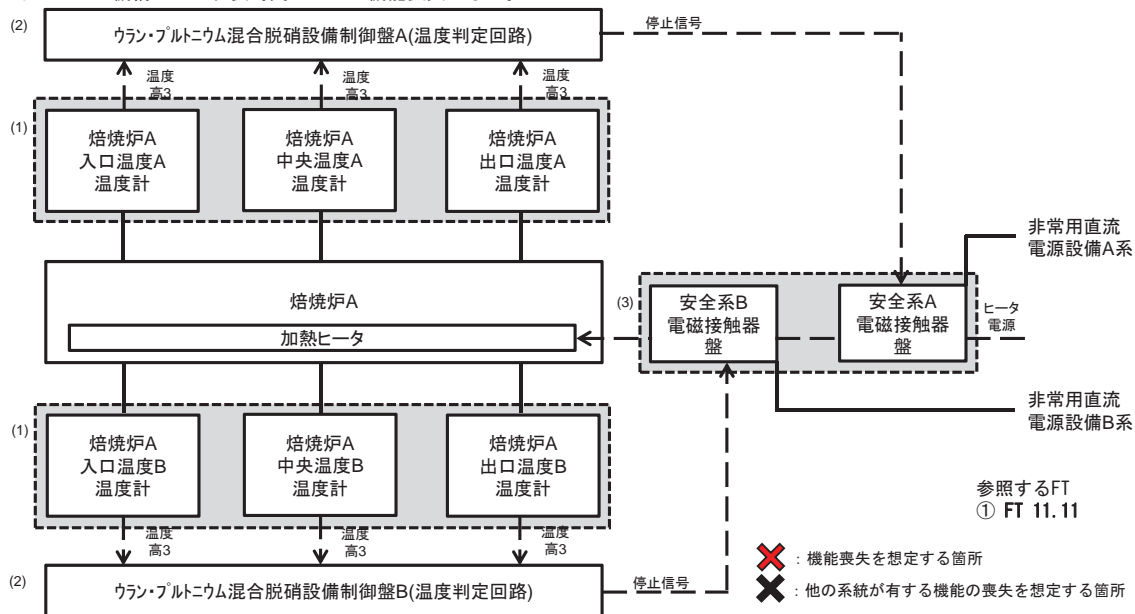 (2)
ウラン・プルトニウム混合脱硝設備制御盤A(温度判定回路)
停止信号
温度
高3
温度
高3
温度
高3
(1)
焙焼炉A
入口温度A
温度計
焙焼炉A
中央温度A
温度計
焙焼炉A
出口温度A
温度計
非常用直流
電源設備A系
焙焼炉A
加熱ヒータ
(3)
安全系B
電磁接触器
盤
安全系A
電磁接触器
盤
ヒータ
電源
非常用直流
電源設備B系
(1)
焙焼炉A
入口温度B
温度計
焙焼炉A
中央温度B
温度計
焙焼炉A
出口温度B
温度計
温度
高3
温度
高3
温度
高3
(2)
ウラン・プルトニウム混合脱硝設備制御盤B(温度判定回路)
停止信号
参照するFT
① FT 11.11
：機能喪失を想定する箇所
：他の系統が有する機能の喪失を想定する箇所